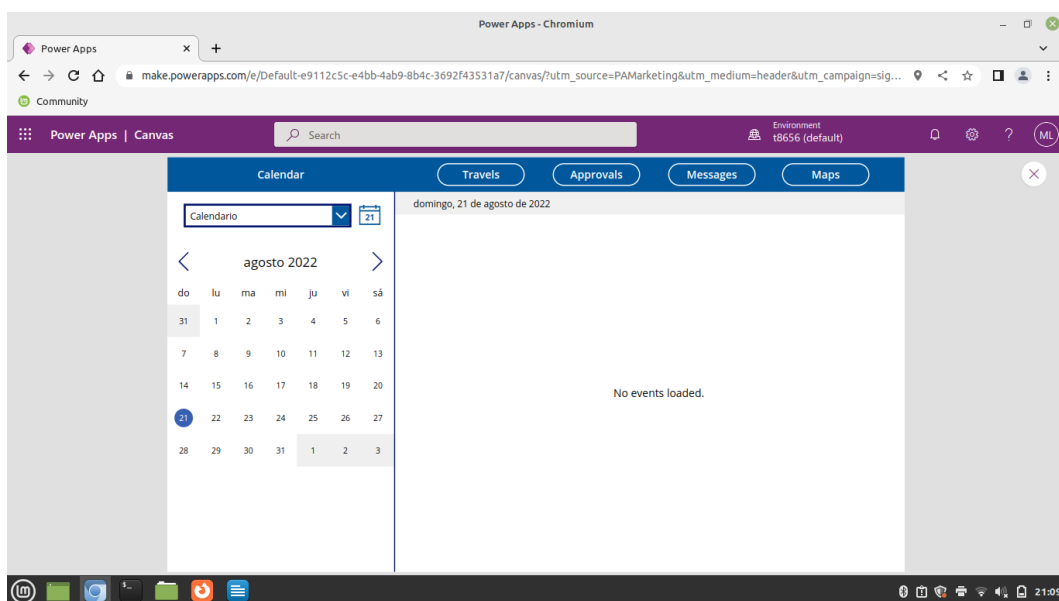 Power Apps - Chromium
Power Apps
make.powerapps.com/e/Default-e9112c5c-e4bb-4ab9-8b4c-3692f43531a7/canvas/?utm_source=PAMarketing&utm_medium=header&utm_campaign=sig...
Community
Power Apps | Canvas
Search
Environment
t8656 (default)
?
ML
Calendar
Travels
Approvals
Messages
Maps
Calendario
21
domingo, 21 de agosto de 2022
agosto 2022
do lu ma mi ju vi sá
31 1 2 3 4 5 6
7 8 9 10 11 12 13
14 15 16 17 18 19 20
21 22 23 24 25 26 27
28 29 30 31 1 2 3
No events loaded.
21:09